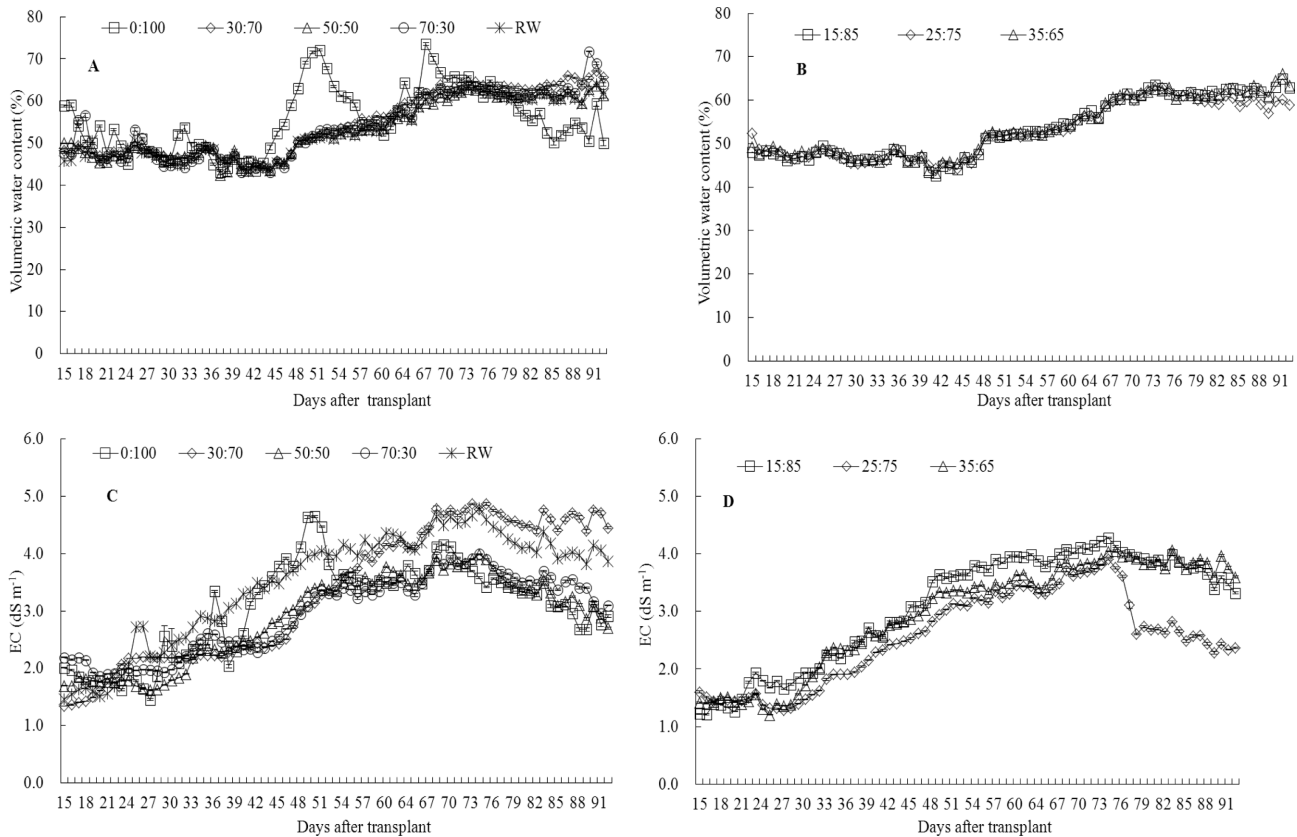 0:100 30:70 50:50 70:30 RW
A
Volumetric water content (%)
80
70
60
50
40
30
20
10
0
15 18 21 24 27 30 33 36 39 42 45 48 51 54 57 60 64 67 70 73 76 79 82 85 88 91
Days after transplant
15:85 25:75 35:65
B
Volumetric water content (%)
80
70
60
50
40
30
20
10
0
15 18 21 24 27 30 33 36 39 42 45 48 51 54 57 60 64 67 70 73 76 79 82 85 88 91
Days after transplant
0:100 30:70 50:50 70:30 RW
C
EC (dS m⁻¹)
6.0
5.0
4.0
3.0
2.0
1.0
0.0
15 18 21 24 27 30 33 36 39 42 45 48 51 54 57 60 64 67 70 73 76 79 82 85 88 91
Days after transplant
15:85 25:75 35:65
D
EC (dS m⁻¹)
6.0
5.0
4.0
3.0
2.0
1.0
0.0
15 18 21 24 27 30 33 36 39 42 45 48 51 54 57 60 64 67 70 73 76 79 82 85 88 91
Days after transplant